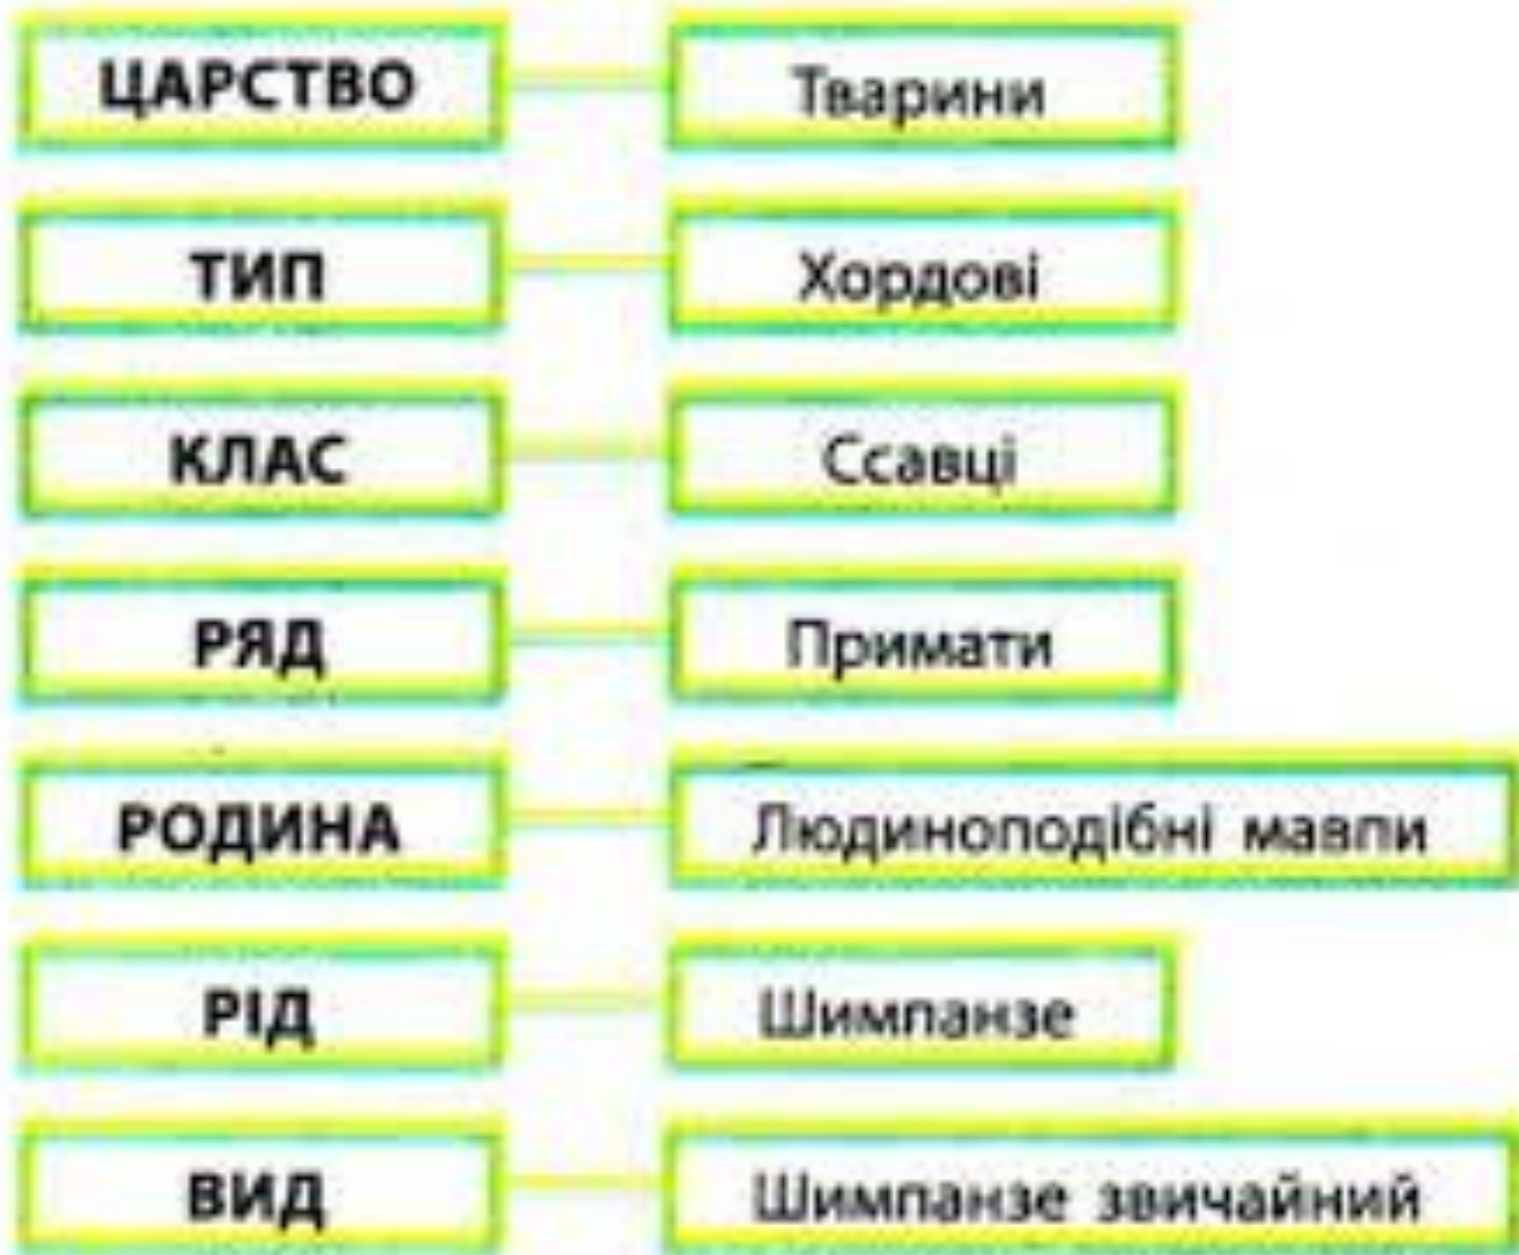 ЦАРСТВО Тварини
ТИП Хордові
КЛАС Ссавці
РЯД Примати
РОДИНА Людиноподібні мавпи
РІД Шимпанзе
ВИД Шимпанзе звичайний